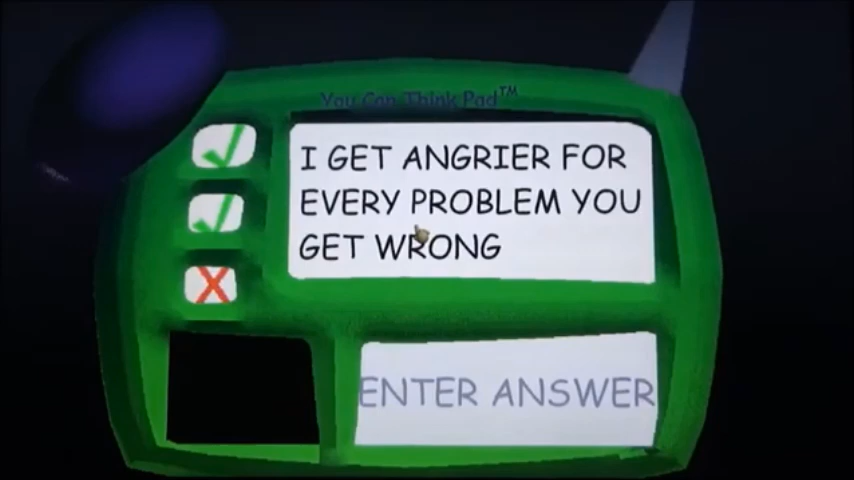 You Can Think Pad™
I GET ANGRIER FOR
EVERY PROBLEM YOU
GET WRONG
ENTER ANSWER